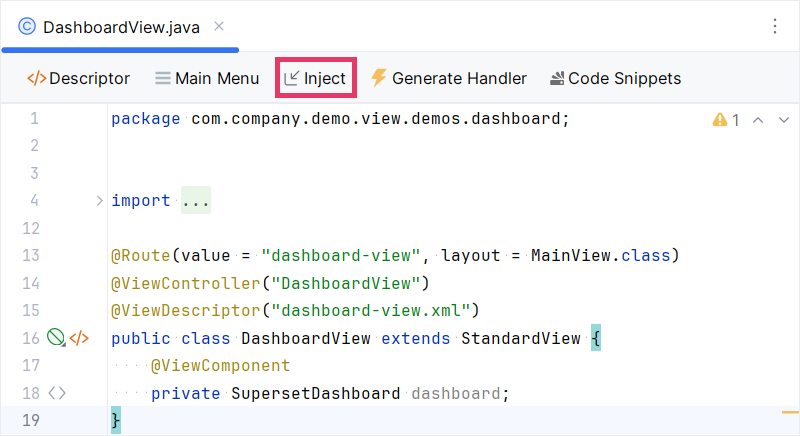 DashboardView.java
</> Descriptor Main Menu Inject Generate Handler Code Snippets
1 package com.company.demo.view.demos.dashboard; 1
2
3
4 import ...
12
13 @Route(value = "dashboard-view", layout = MainView.class)
14 @ViewController("DashboardView")
15 @ViewDescriptor("dashboard-view.xml")
16 </> public class DashboardView extends StandardView {
17 @ViewComponent
18 <> private SupersetDashboard dashboard;
19 }